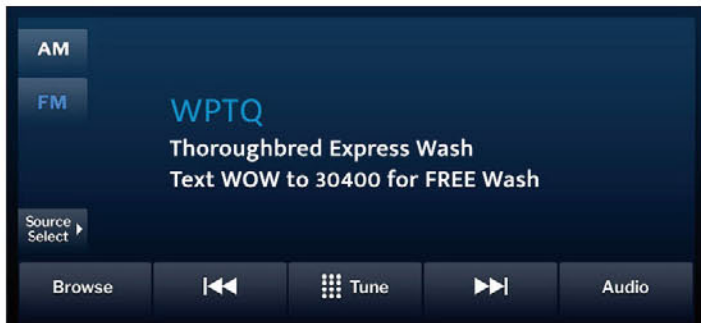 AM
FM
WPTQ
Thoroughbred Express Wash
Text WOW to 30400 for FREE Wash
Source
Select
Browse
Tune
Audio